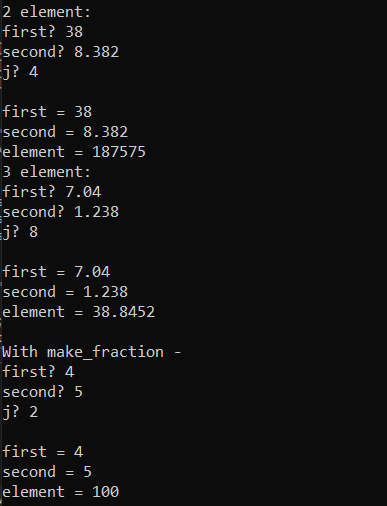 2 element:
first? 38
second? 8.382
j? 4
first = 38
second = 8.382
element = 187575
3 element:
first? 7.04
second? 1.238
j? 8
first = 7.04
second = 1.238
element = 38.8452
With make_fraction -
first? 4
second? 5
j? 2
first = 4
second = 5
element = 100